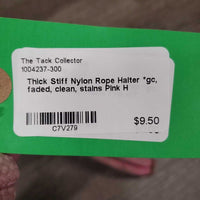 The Tack Collector
1004237-300
Thick Stiff Nylon Rope Halter *gc,
faded, clean, stains Pink H
$9.50
C7V279